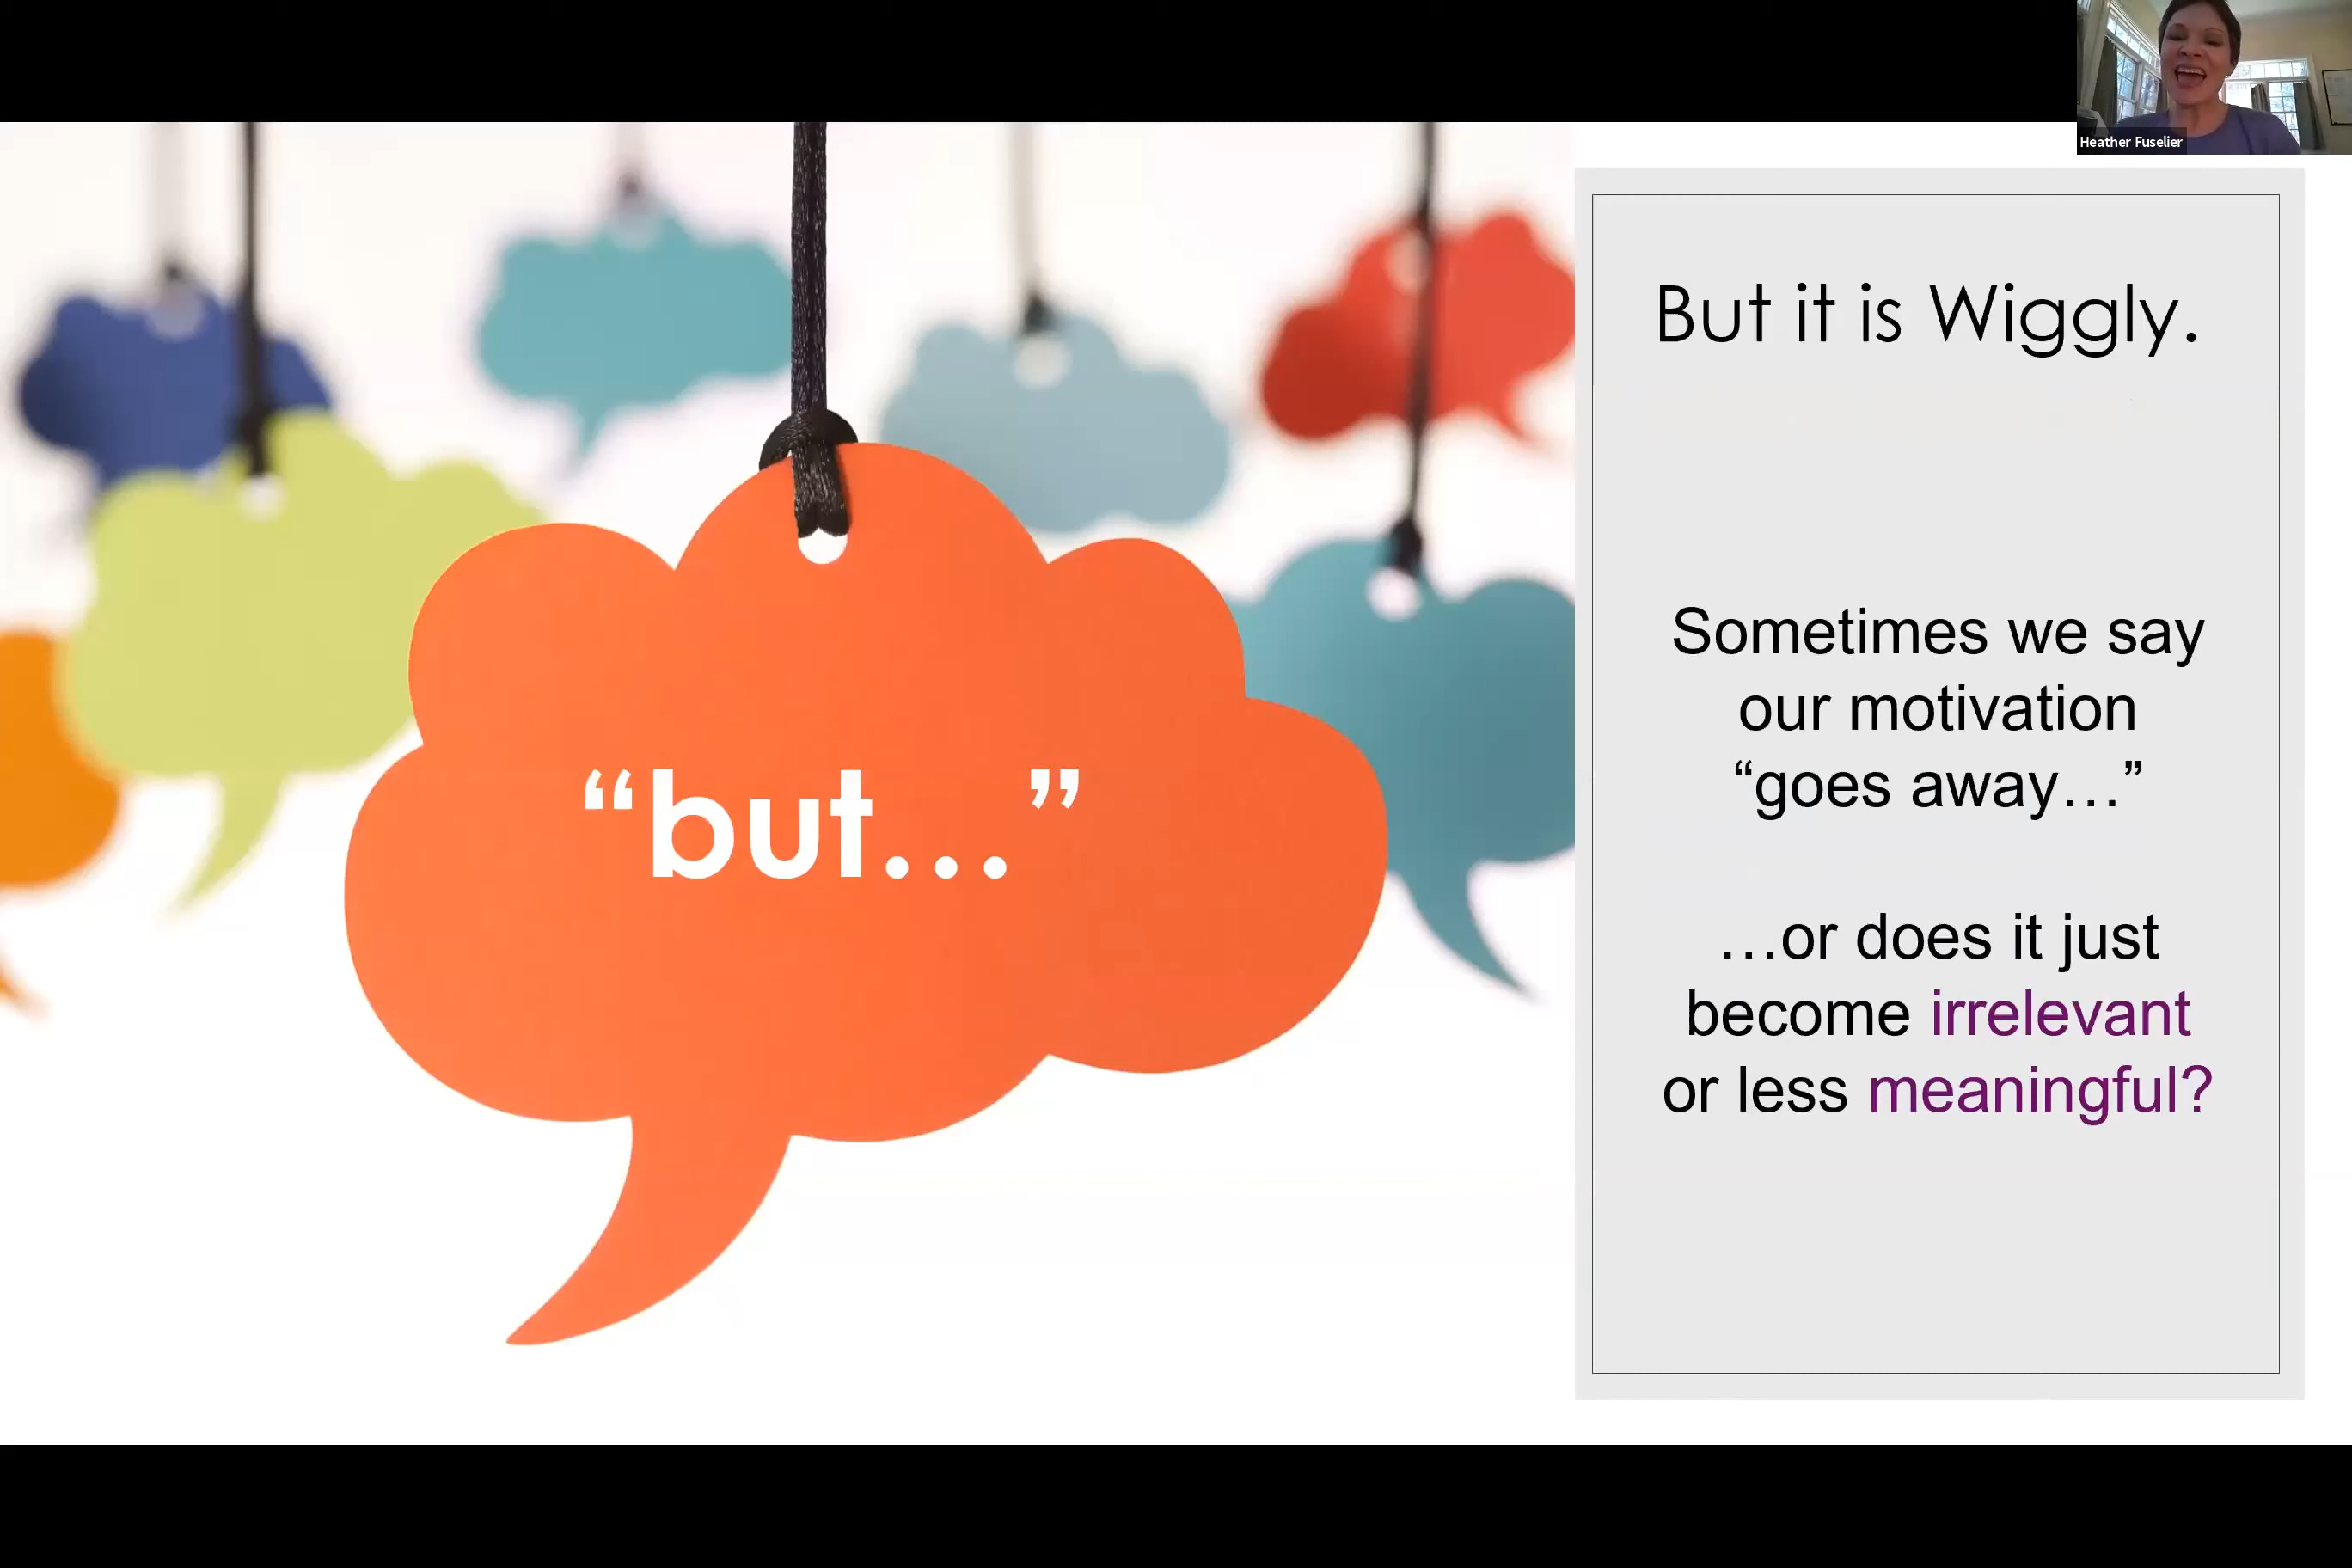 Heather Fuselier
“but…”
But it is Wiggly.
Sometimes we say
our motivation
“goes away…”
…or does it just
become irrelevant
or less meaningful?